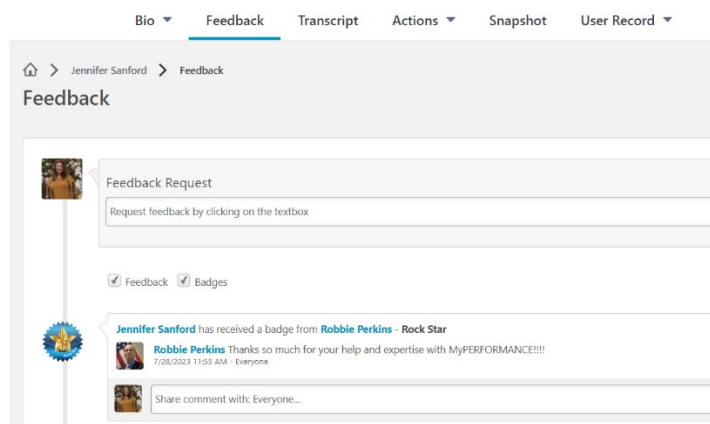 Bio Feedback Transcript Actions Snapshot User Record
Jennifer Sanford Feedback
Feedback
Feedback Request
Request feedback by clicking on the textbox
Feedback Badges
Jennifer Sanford has received a badge from Robbie Perkins - Rock Star
Robbie Perkins Thanks so much for your help and expertise with MyPERFORMANCE!!!!
7/28/2023 11:55 AM - Everyone
Share comment with: Everyone...